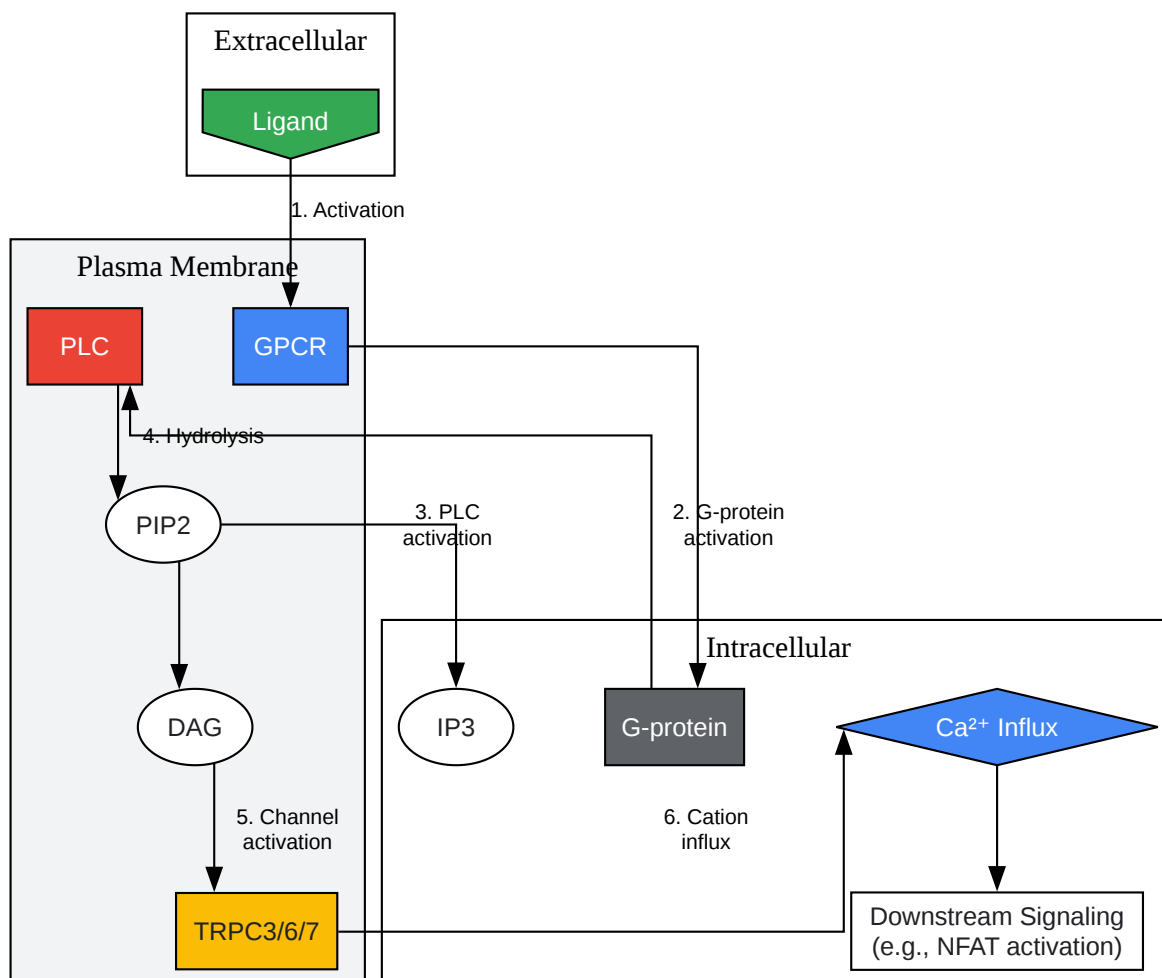 Extracellular
Ligand
1. Activation
Plasma Membrane
PLC
GPCR
4. Hydrolysis
PIP2
3. PLC
activation
2. G-protein
activation
Intracellular
DAG
IP3
G-protein
Ca²⁺ Influx
5. Channel
activation
6. Cation
influx
TRPC3/6/7
Downstream Signaling
(e.g., NFAT activation)